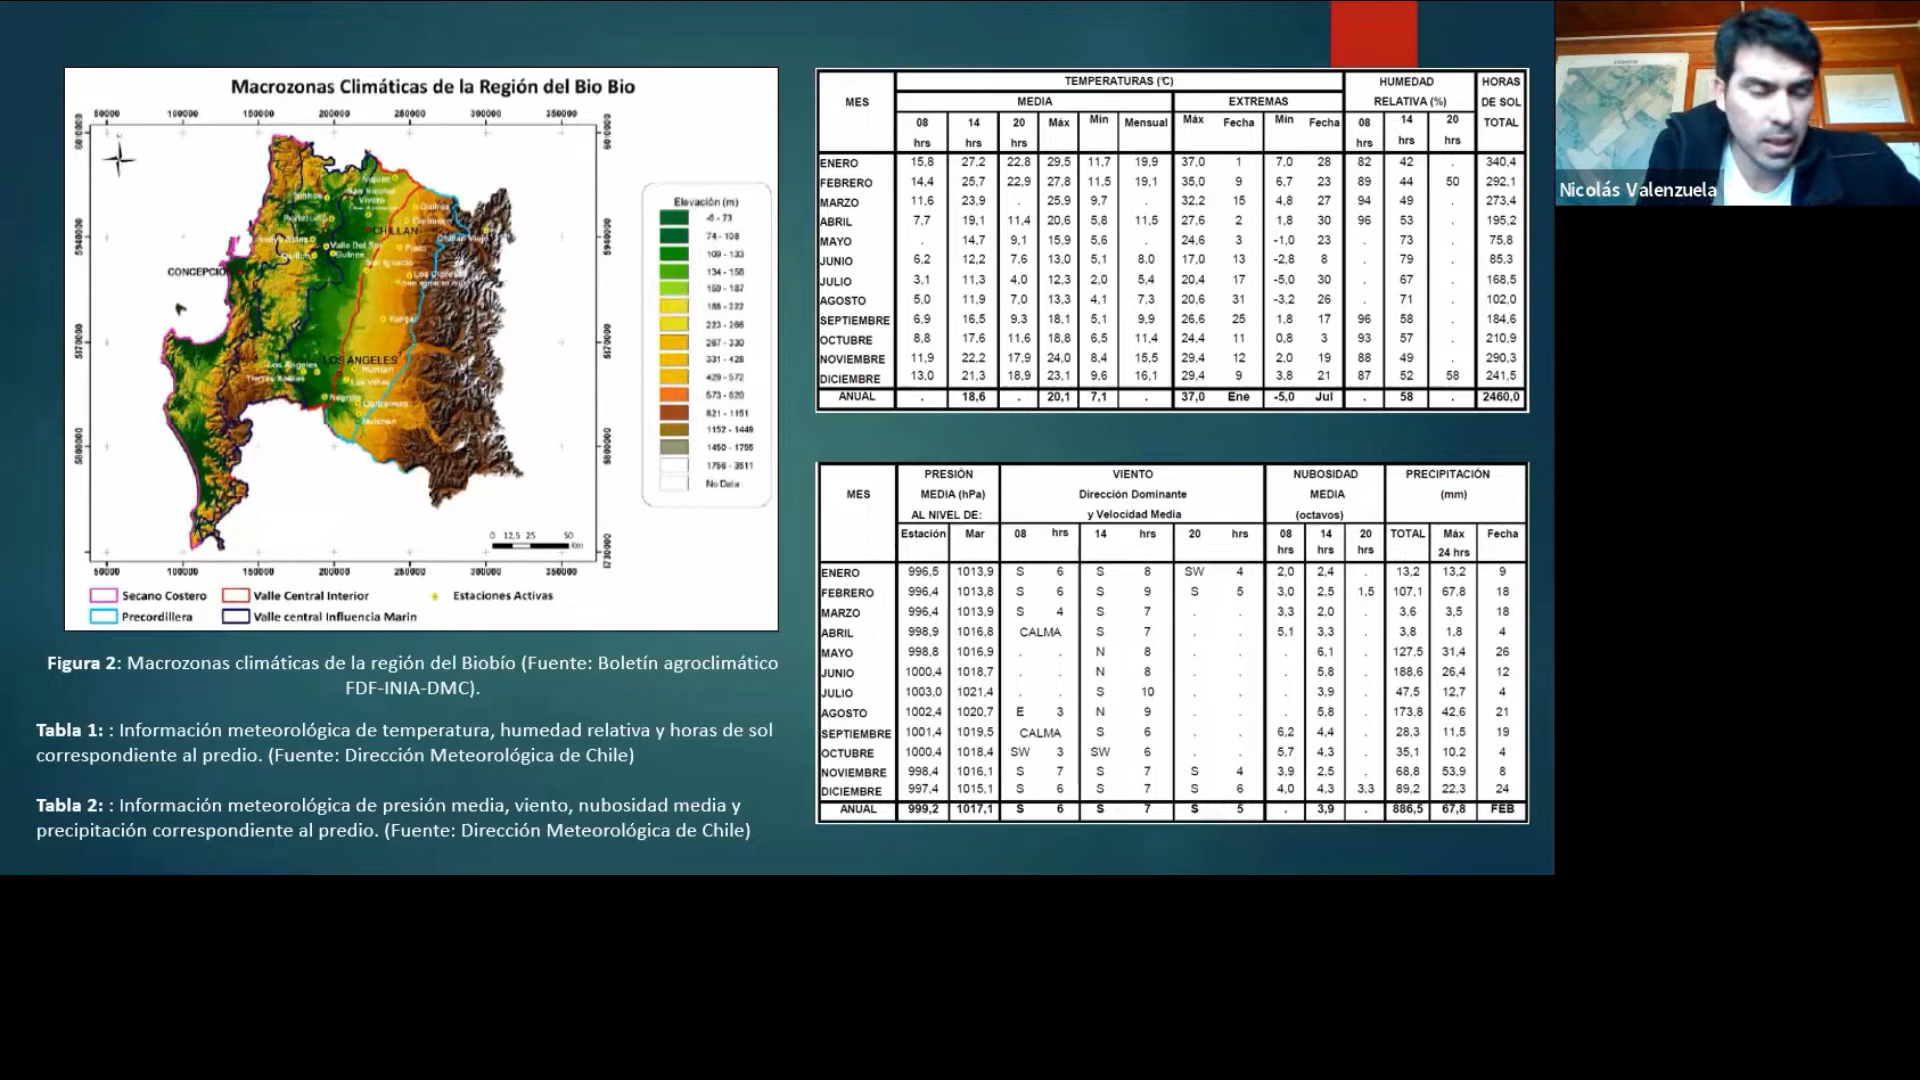 Macrozonas Climáticas de la Región del Bio Bio
50000 100000 150000 200000 250000 300000 350000
CHILLAN
Valle Del Sol
Bulnes
CONCEPCIO
LOS ANGELES
Human
Las Viñas
Negrete
Elevación (m)
-6 - 73
74 - 108
109 - 133
134 - 158
159 - 187
188 - 222
223 - 266
267 - 330
331 - 428
429 - 572
573 - 820
821 - 1151
1152 - 1449
1450 - 1755
1756 - 3511
No Data
0 12,5 25 50
Km
50000 100000 150000 200000 250000 300000 350000
Secano Costero Valle Central Interior Estaciones Activas
Precordillera Valle central Influencia Marin
Figura 2: Macrozonas climáticas de la región del Biobío (Fuente: Boletín agroclimático
FDF-INIA-DMC).
Tabla 1: : Información meteorológica de temperatura, humedad relativa y horas de sol
correspondiente al predio. (Fuente: Dirección Meteorológica de Chile)
Tabla 2: : Información meteorológica de presión media, viento, nubosidad media y
precipitación correspondiente al predio. (Fuente: Dirección Meteorológica de Chile)
TEMPERATURAS (°C) HUMEDAD HORAS
MES MEDIA EXTREMAS RELATIVA (%) DE SOL
08 14 20 Máx Mín Mensual Máx Fecha Mín Fecha 08 14 20 TOTAL
hrs hrs hrs hrs hrs hrs
ENERO 15,8 27,2 22,8 29,5 11,7 19,9 37,0 1 7,0 28 82 42 . 340,4
FEBRERO 14,4 25,7 22,9 27,8 11,5 19,1 35,0 9 6,7 23 89 44 50 292,1
MARZO 11,6 23,9 . 25,9 9,7 . 32,2 15 4,8 27 94 49 . 273,4
ABRIL 7,7 19,1 11,4 20,6 5,8 11,5 27,6 2 1,8 30 96 53 . 195,2
MAYO . 14,7 9,1 15,9 5,6 . 24,6 3 -1,0 23 . 73 . 75,8
JUNIO 6,2 12,2 7,6 13,0 5,1 8,0 17,0 13 -2,8 8 . 79 . 85,3
JULIO 3,1 11,3 4,0 12,3 2,0 5,4 20,4 17 -5,0 30 . 67 . 168,5
AGOSTO 5,0 11,9 7,0 13,3 4,1 7,3 20,6 31 -3,2 26 . 71 . 102,0
SEPTIEMBRE 6,9 16,5 9,3 18,1 5,1 9,9 26,6 25 1,8 17 96 58 . 184,6
OCTUBRE 8,8 17,6 11,6 18,8 6,5 11,4 24,4 11 0,8 3 93 57 . 210,9
NOVIEMBRE 11,9 22,2 17,9 24,0 8,4 15,5 29,4 12 2,0 19 88 49 . 290,3
DICIEMBRE 13,0 21,3 18,9 23,1 9,6 16,1 29,4 9 3,8 21 87 52 58 241,5
ANUAL . 18,6 . 20,1 7,1 . 37,0 Ene -5,0 Jul . 58 . 2460,0
PRESIÓN VIENTO NUBOSIDAD PRECIPITACIÓN
MES MEDIA (hPa) Dirección Dominante MEDIA (mm)
AL NIVEL DE: y Velocidad Media (octavos)
Estación Mar 08 hrs 14 hrs 20 hrs 08 14 20 TOTAL Máx Fecha
hrs hrs hrs 24 hrs
ENERO 996,5 1013,9 S 6 S 8 SW 4 2,0 2,4 . 13,2 13,2 9
FEBRERO 996,4 1013,8 S 6 S 9 S 5 3,0 2,5 1,5 107,1 67,8 18
MARZO 996,4 1013,9 S 4 S 7 . . 3,3 2,0 . 3,6 3,5 18
ABRIL 998,9 1016,8 CALMA S 7 . . 5,1 3,3 . 3,8 1,8 4
MAYO 998,8 1016,9 . . N 8 . . . 6,1 . 127,5 31,4 26
JUNIO 1000,4 1018,7 . . N 8 . . . 5,8 . 188,6 26,4 12
JULIO 1003,0 1021,4 . . S 10 . . . 3,9 . 47,5 12,7 4
AGOSTO 1002,4 1020,7 E 3 N 9 . . . 5,8 . 173,8 42,6 21
SEPTIEMBRE 1001,4 1019,5 CALMA S 6 . . 6,2 4,4 . 28,3 11,5 19
OCTUBRE 1000,4 1018,4 SW 3 SW 6 . . 5,7 4,3 . 35,1 10,2 4
NOVIEMBRE 998,4 1016,1 S 7 S 7 S 4 3,9 2,5 . 68,8 53,9 8
DICIEMBRE 997,4 1015,1 S 6 S 7 S 6 4,0 4,3 3,3 89,2 22,3 24
ANUAL 999,2 1017,1 S 6 S 7 S 5 . 3,9 . 886,5 67,8 FEB
Nicolás Valenzuela